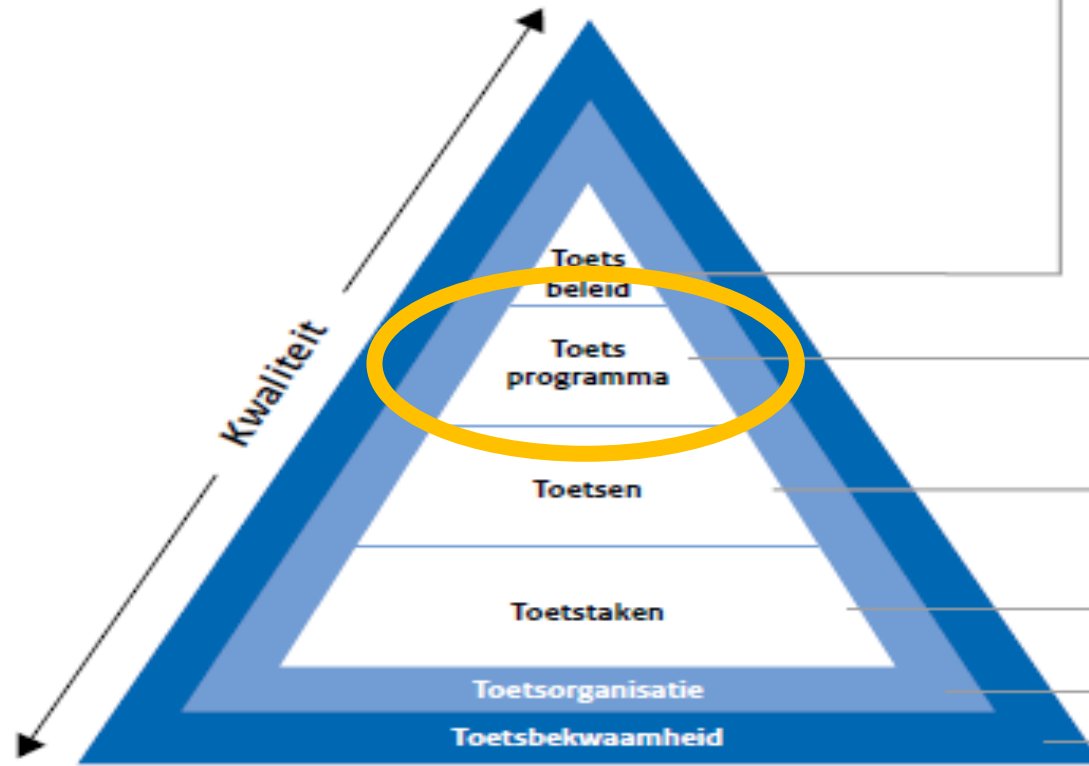 Kwaliteit
Toets
beleid
Toets
programma
Toetsen
Toetstaken
Toetsorganisatie
Toetsbekwaamheid